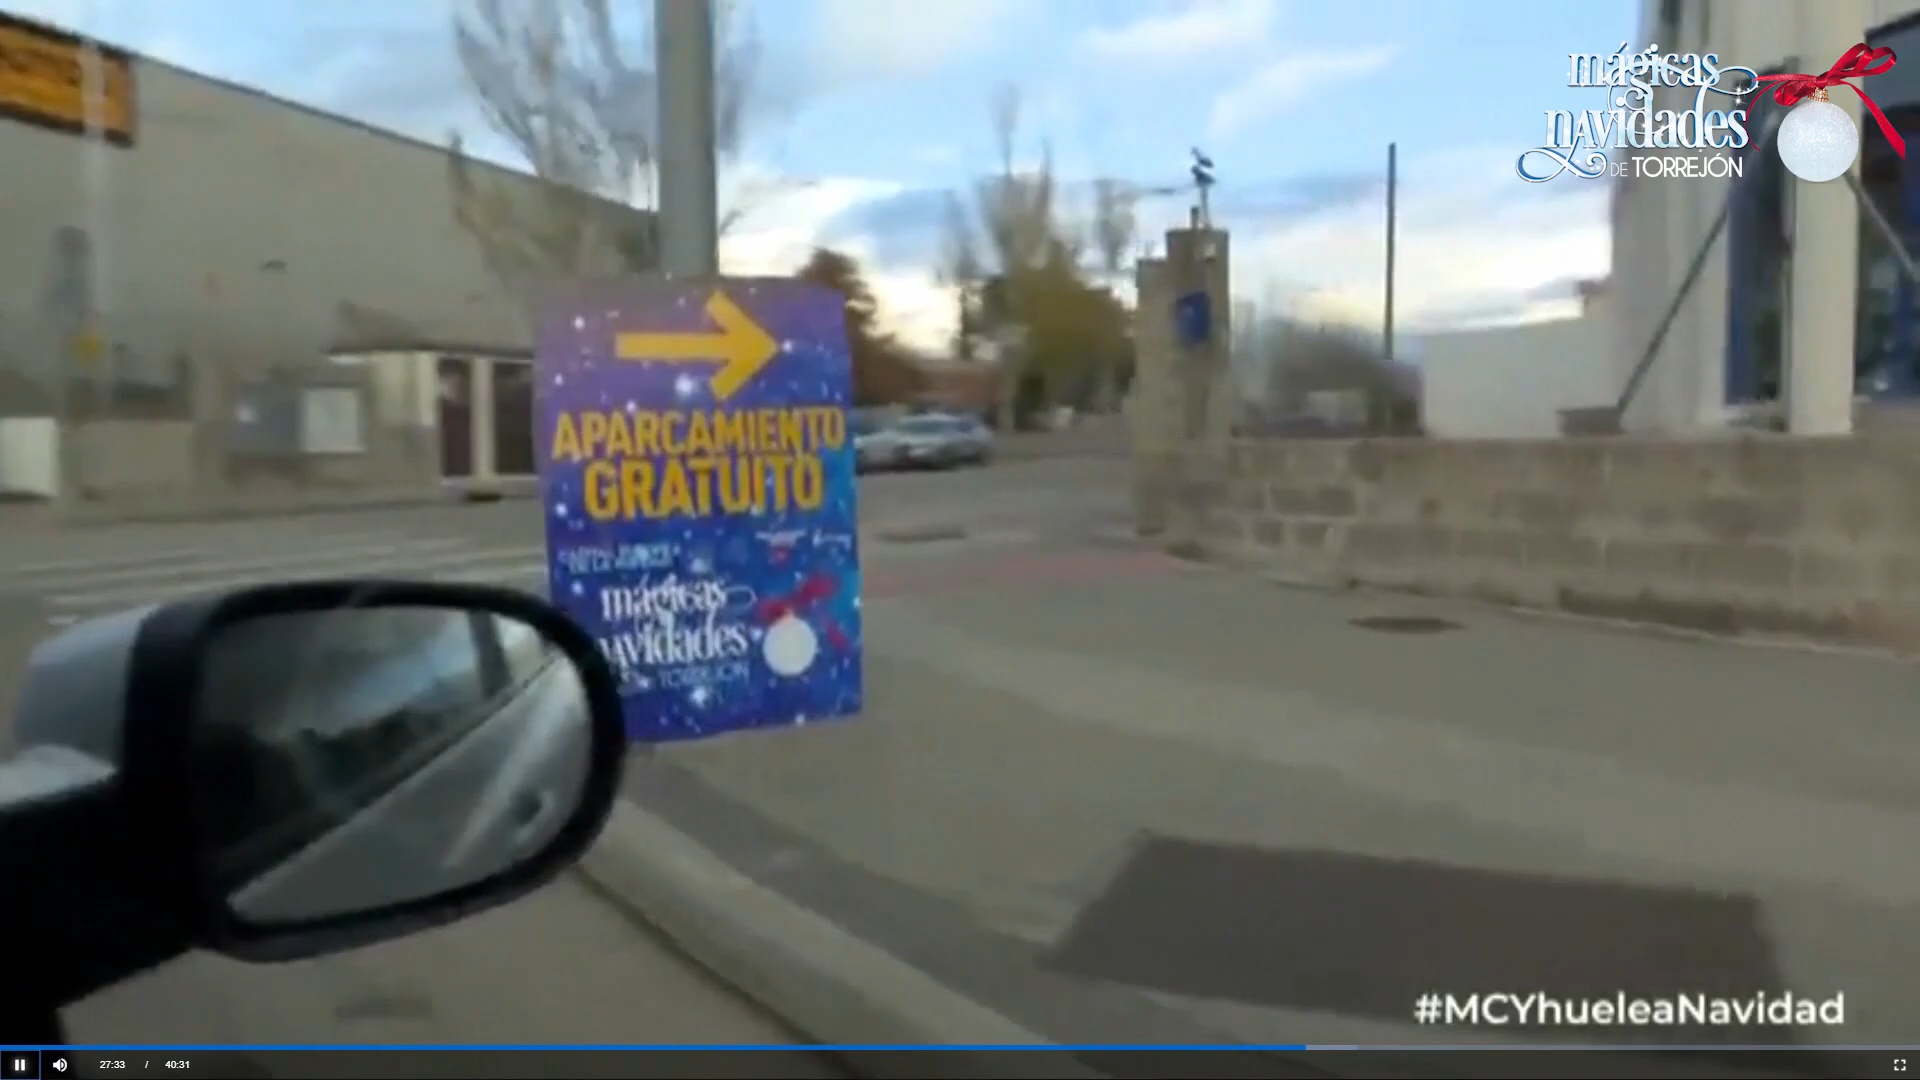 mágicas
navidades
DE TORREJÓN
APARCAMIENTO
GRATUITO
mágicas
navidades
TORREJÓN
#MCYhueleaNavidad
27:33 / 40:31